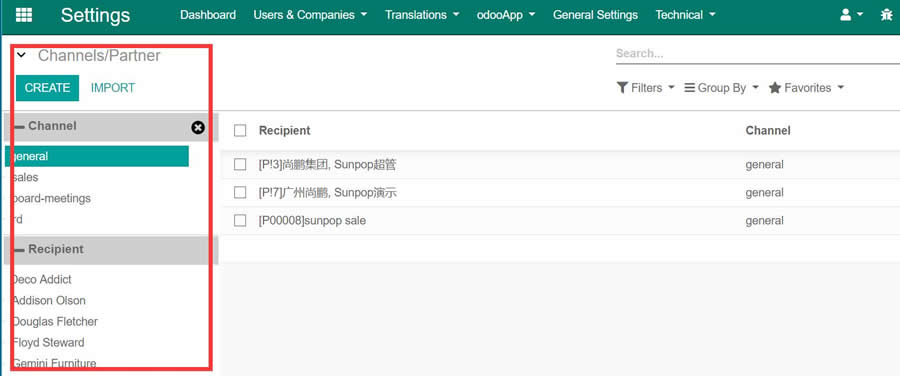 Settings Dashboard Users & Companies Translations odooApp General Settings Technical
Channels/Partner
Search...
CREATE IMPORT
Filters Group By Favorites
Channel
general
sales
board-meetings
rd
Recipient
Deco Addict
Addison Olson
Douglas Fletcher
Floyd Steward
Gemini Furniture
Recipient Channel
[P!3]尚鹏集团, Sunpop超管 general
[P!7]广州尚鹏, Sunpop演示 general
[P00008]sunpop sale general